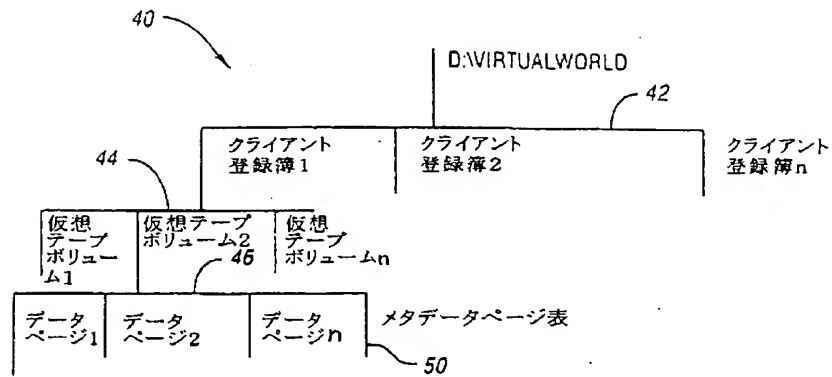 40
D:\VIRTUALWORLD
42
クライアント
登録簿1
クライアント
登録簿2
クライアント
登録簿n
44
仮想
テープ
ボリュー
ム1
仮想テープ
ボリューム2
仮想
テープ
ボリュームn
46
データ
ページ1
データ
ページ2
データ
ページn
メタデータページ表
50